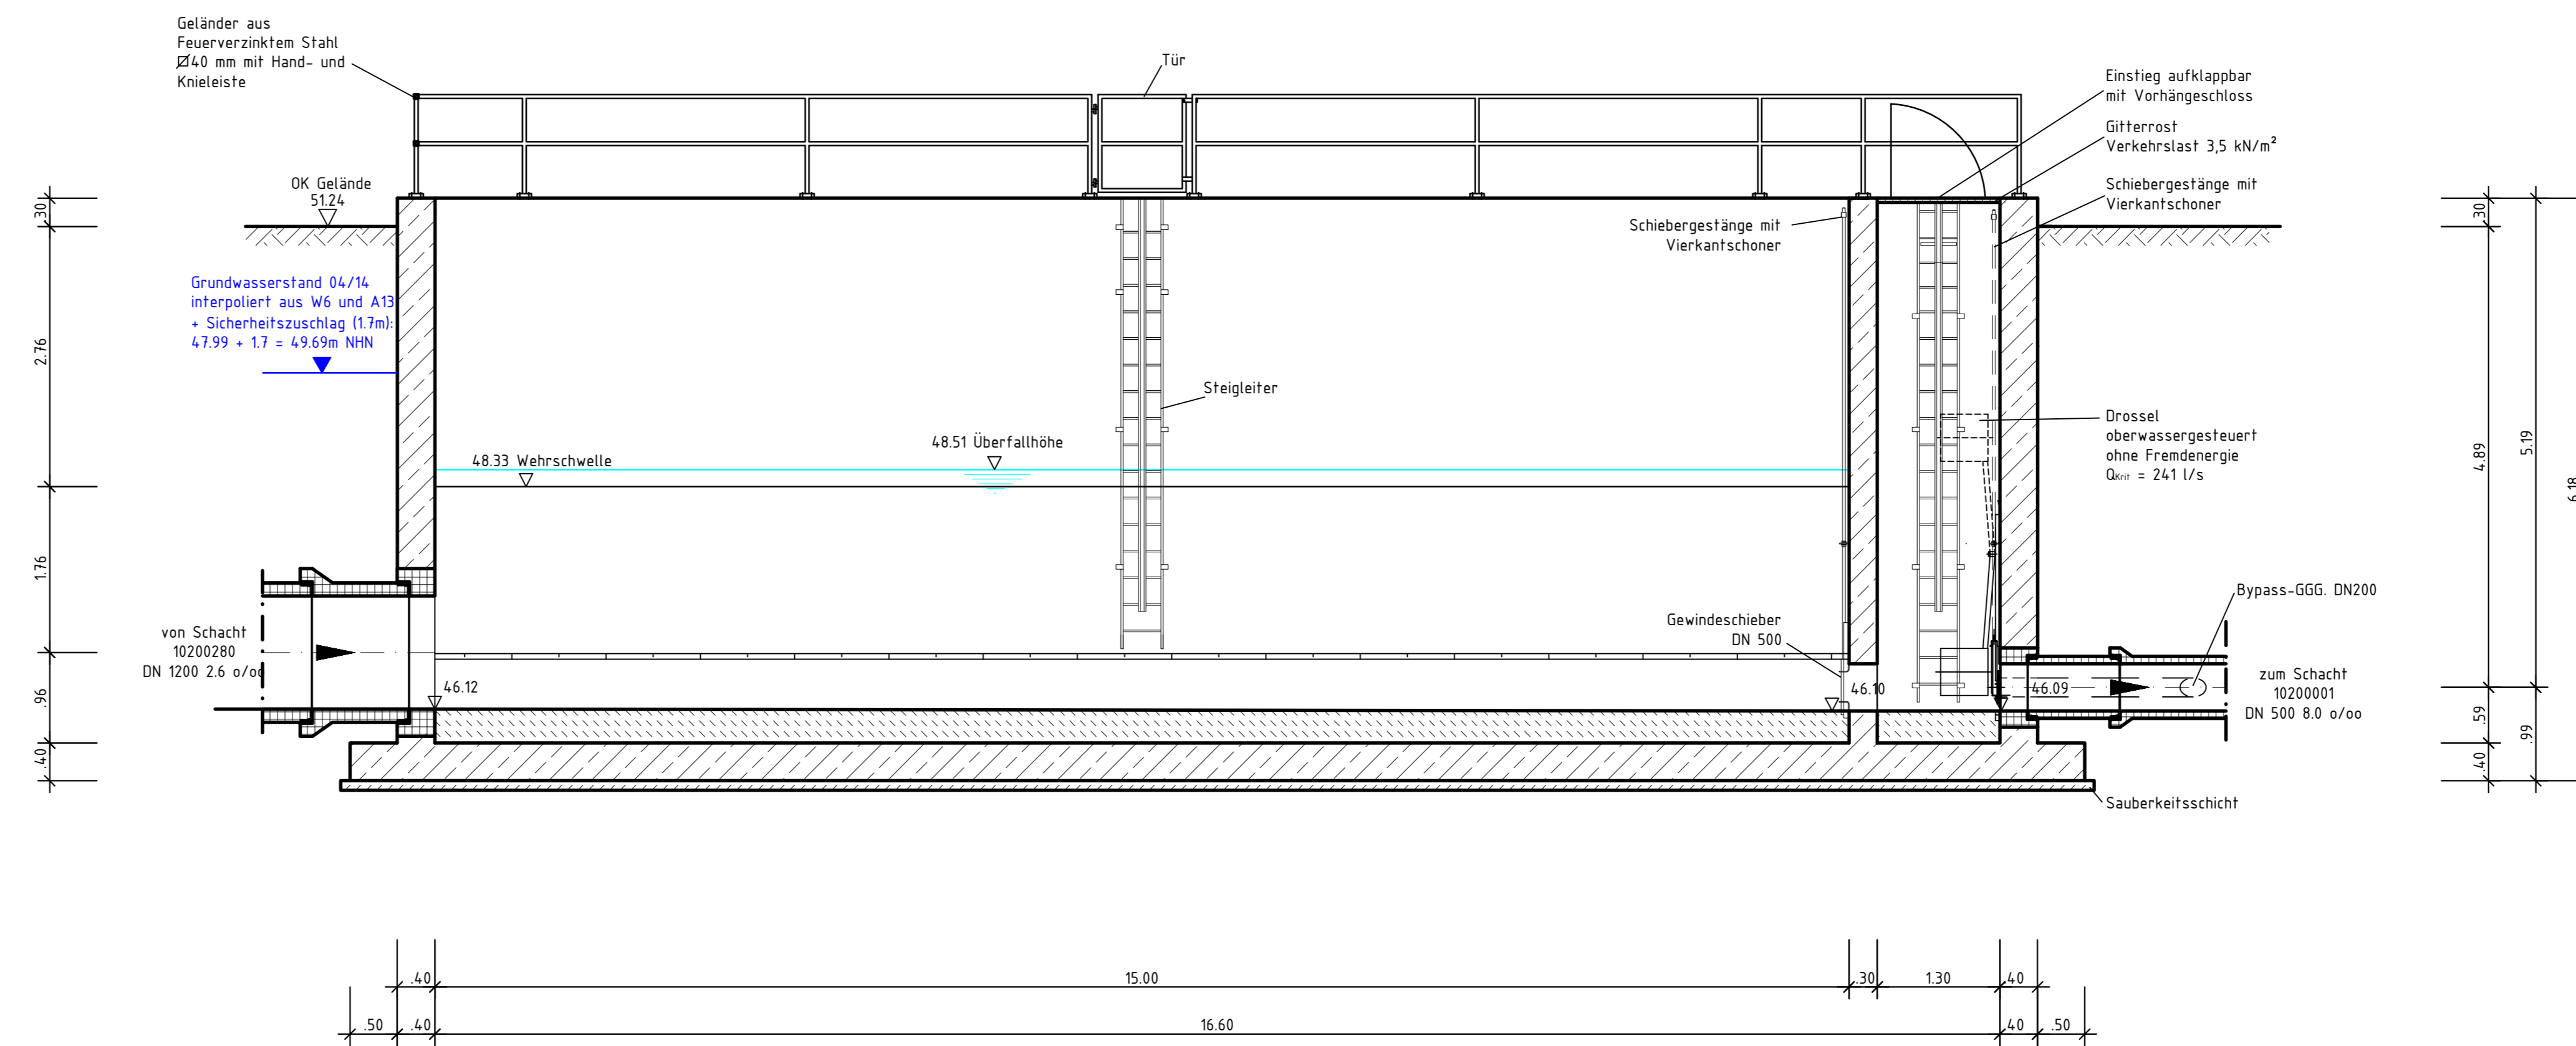 Geländer aus
Feuerverzinktem Stahl
40 mm mit Hand- und
Knieleiste
Tür
Einstieg aufklappbar
mit Vorhängeschloss
Gitterrost
Verkehrslast 3,5 kN/m²
Schiebergestänge mit
Vierkantschoner
OK Gelände
51.24
Schiebergestänge mit
Vierkantschoner
Grundwasserstand 04/14
interpoliert aus W6 und A13
+ Sicherheitszuschlag (1.7m):
47.99 + 1.7 = 49.69m NHN
Steigleiter
48.51 Überfallhöhe
48.33 Wehrschwelle
Drossel
oberwassergesteuert
ohne Fremdenergie
QKrit = 241 l/s
Gewindeschieber
DN 500
Bypass-GGG. DN200
von Schacht
10200280
DN 1200 2.6 o/oo
46.12
46.10
46.09
zum Schacht
10200001
DN 500 8.0 o/oo
Sauberkeitsschicht
.30
2.76
1.76
.96
.40
.30
4.89
.59
.40
5.19
.99
6.18
.40
15.00
.30
1.30
.40
.50
.40
16.60
.40
.50